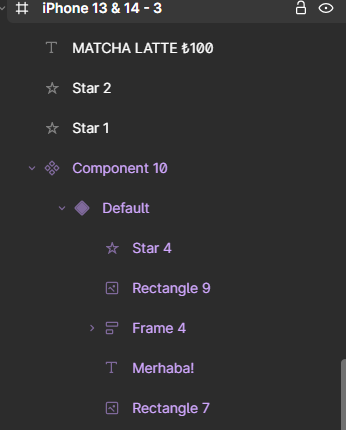 iPhone 13 & 14 - 3
MATCHA LATTE ₺100
Star 2
Star 1
Component 10
Default
Star 4
Rectangle 9
Frame 4
Merhaba!
Rectangle 7